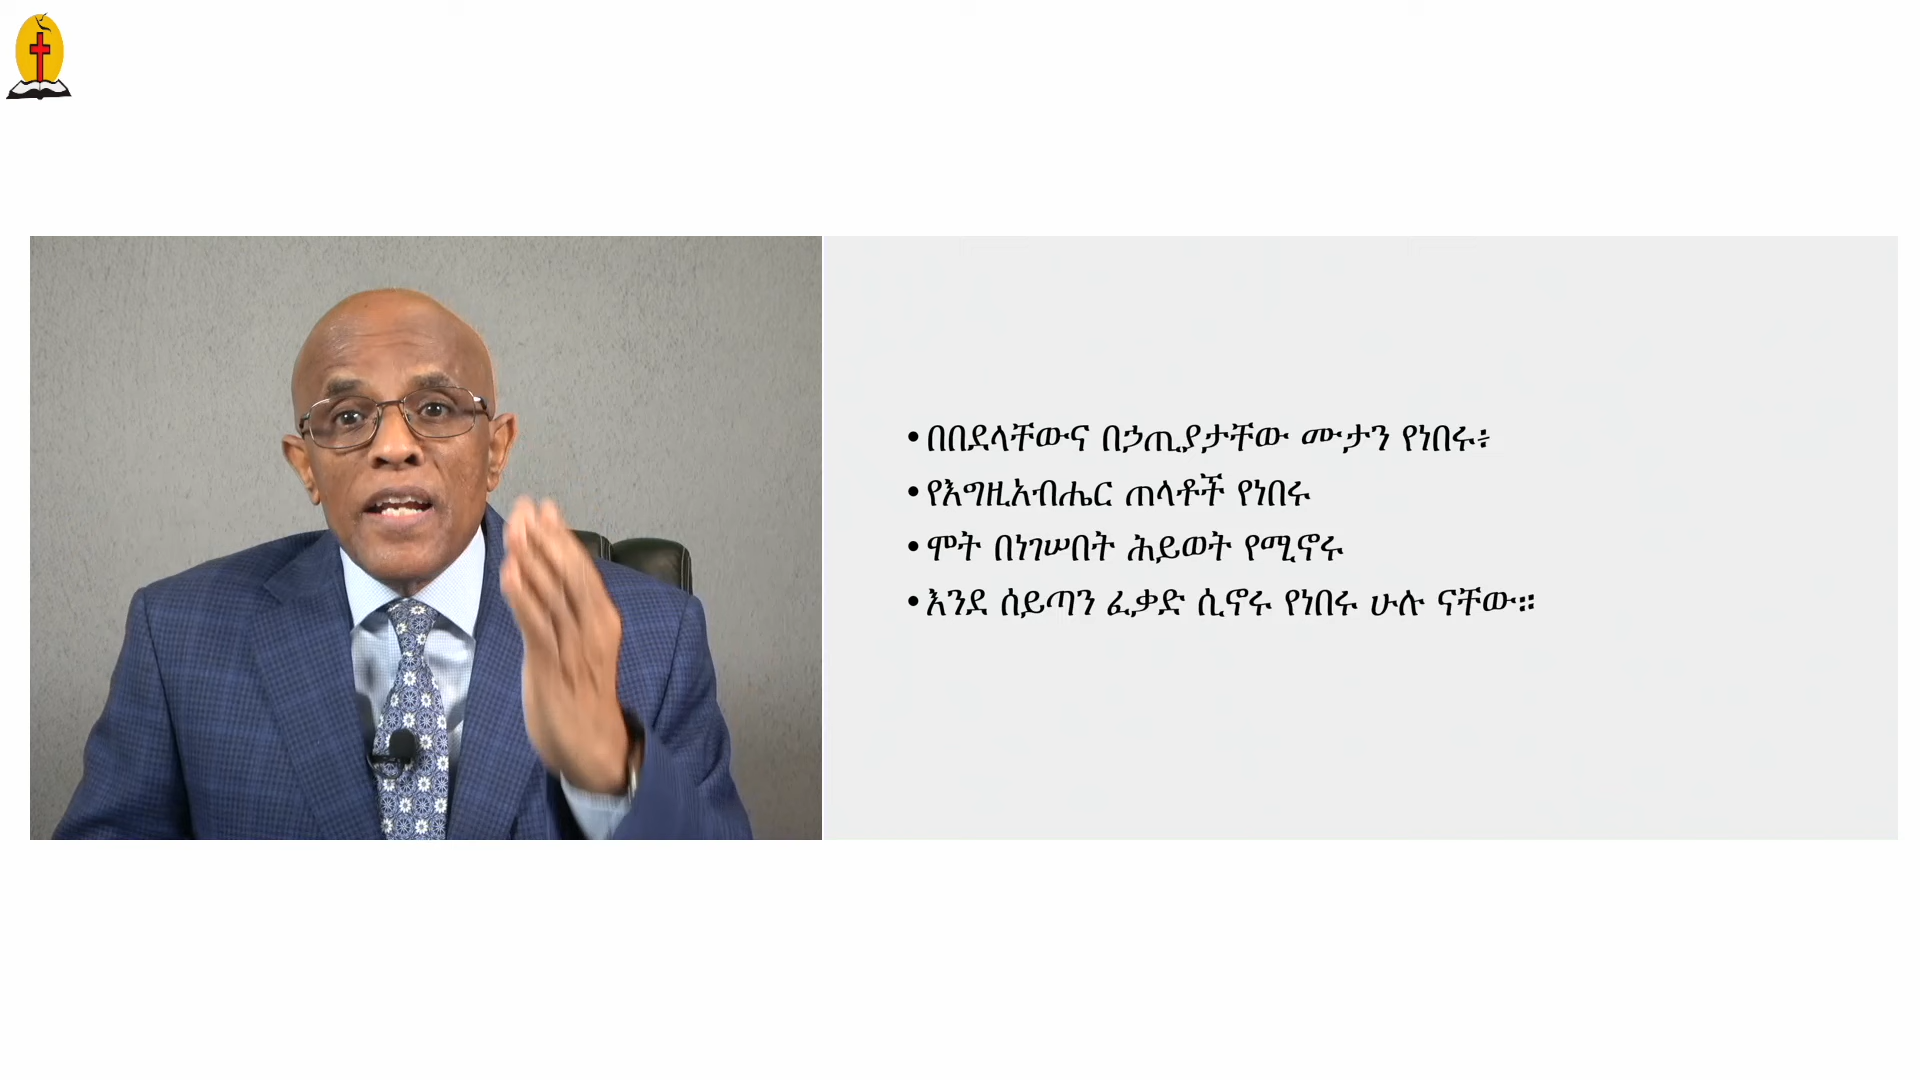 • በበደላቸውና በኃጢያታቸው ሙታን የነበሩ፥
• የእግዚአብሔር ጠላቶች የነበሩ
• ሞት በነገሠበት ሕይወት የሚኖሩ
• እንደ ሰይጣን ፈቃድ ሲኖሩ የነበሩ ሁሉ ናቸው።